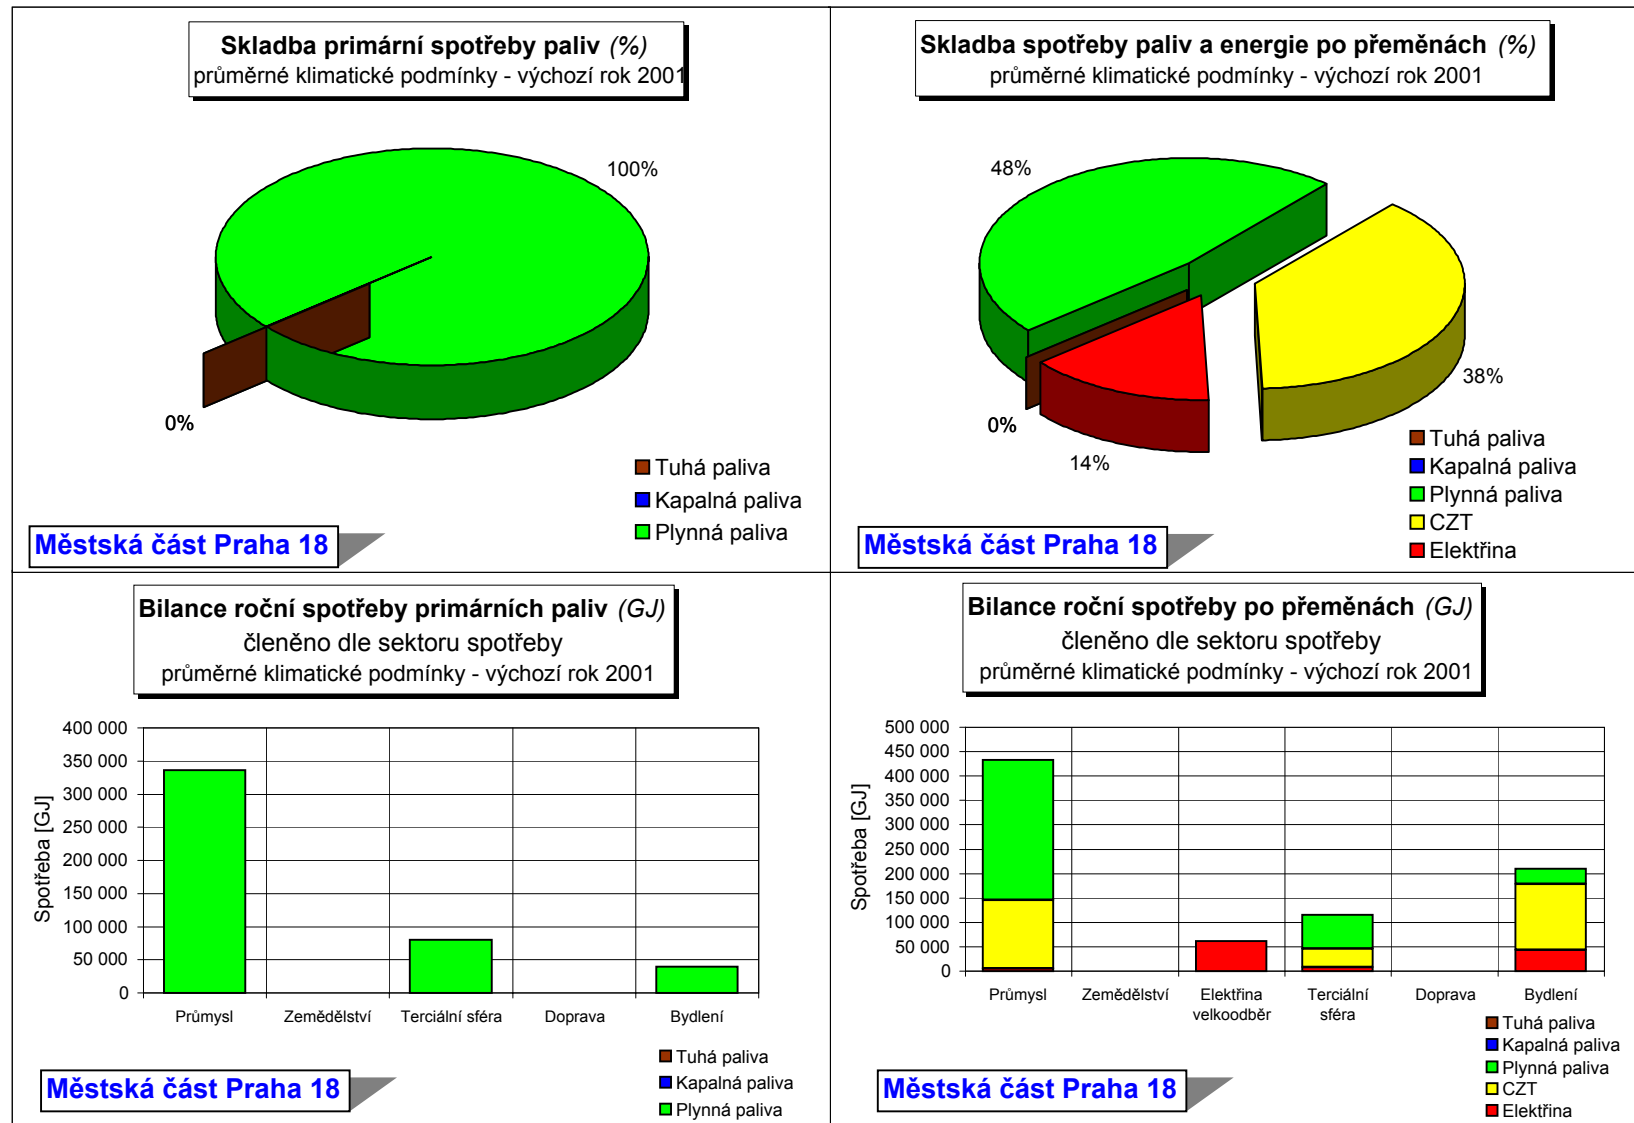 Skladba primární spotřeby paliv (%)
průměrné klimatické podmínky - výchozí rok 2001
100%
0%
Tuhá paliva
Kapalná paliva
Plynná paliva
Městská část Praha 18
Skladba spotřeby paliv a energie po přeměnách (%)
průměrné klimatické podmínky - výchozí rok 2001
48%
38%
0%
14%
Tuhá paliva
Kapalná paliva
Plynná paliva
CZT
Elektřina
Městská část Praha 18
Bilance roční spotřeby primárních paliv (GJ)
členěno dle sektoru spotřeby
průměrné klimatické podmínky - výchozí rok 2001
Spotřeba [GJ]
400 000
350 000
300 000
250 000
200 000
150 000
100 000
50 000
0
Průmysl
Zemědělství
Terciální sféra
Doprava
Bydlení
Tuhá paliva
Kapalná paliva
Plynná paliva
Městská část Praha 18
Bilance roční spotřeby po přeměnách (GJ)
členěno dle sektoru spotřeby
průměrné klimatické podmínky - výchozí rok 2001
Spotřeba [GJ]
500 000
450 000
400 000
350 000
300 000
250 000
200 000
150 000
100 000
50 000
0
Průmysl
Zemědělství
Elektřina
velkoodběr
Terciální
sféra
Doprava
Bydlení
Tuhá paliva
Kapalná paliva
Plynná paliva
CZT
Elektřina
Městská část Praha 18